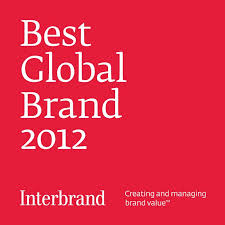 Best
Global
Brand
2012
Interbrand
Creating and managing
brand value™